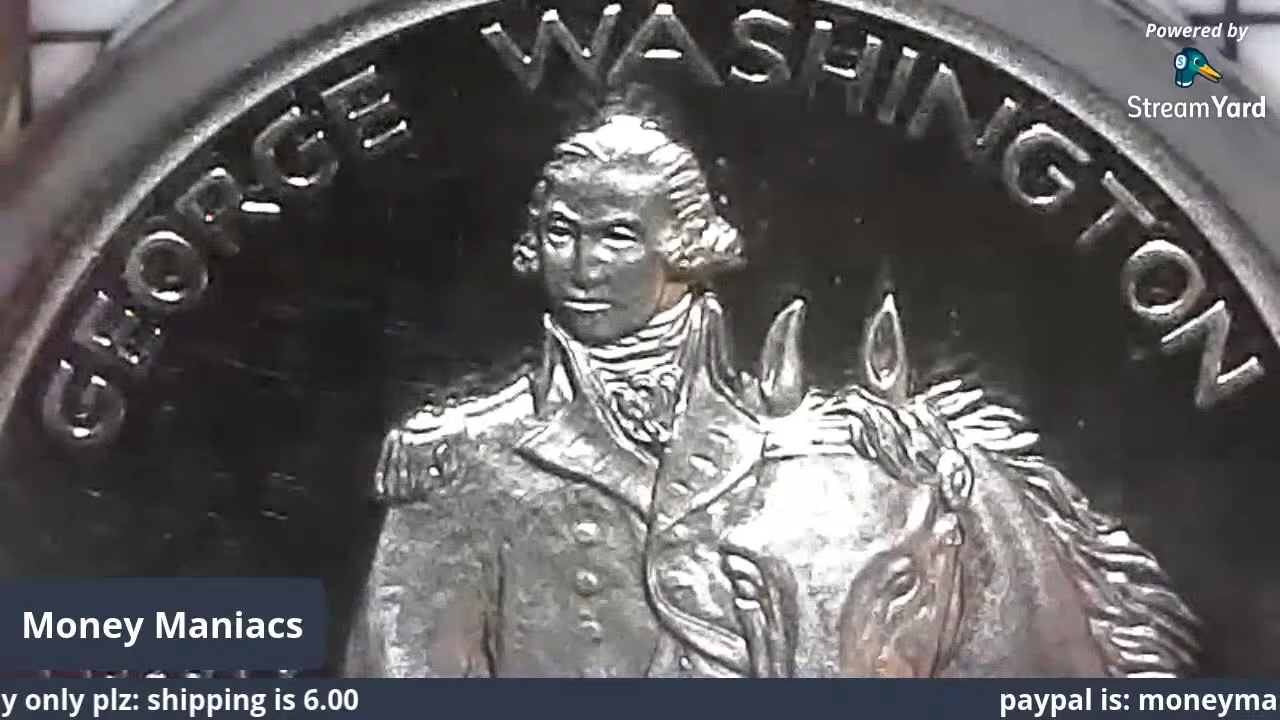 GEORGE WASHINGTON
Powered by
StreamYard
Money Maniacs
y only plz: shipping is 6.00
paypal is: moneyma